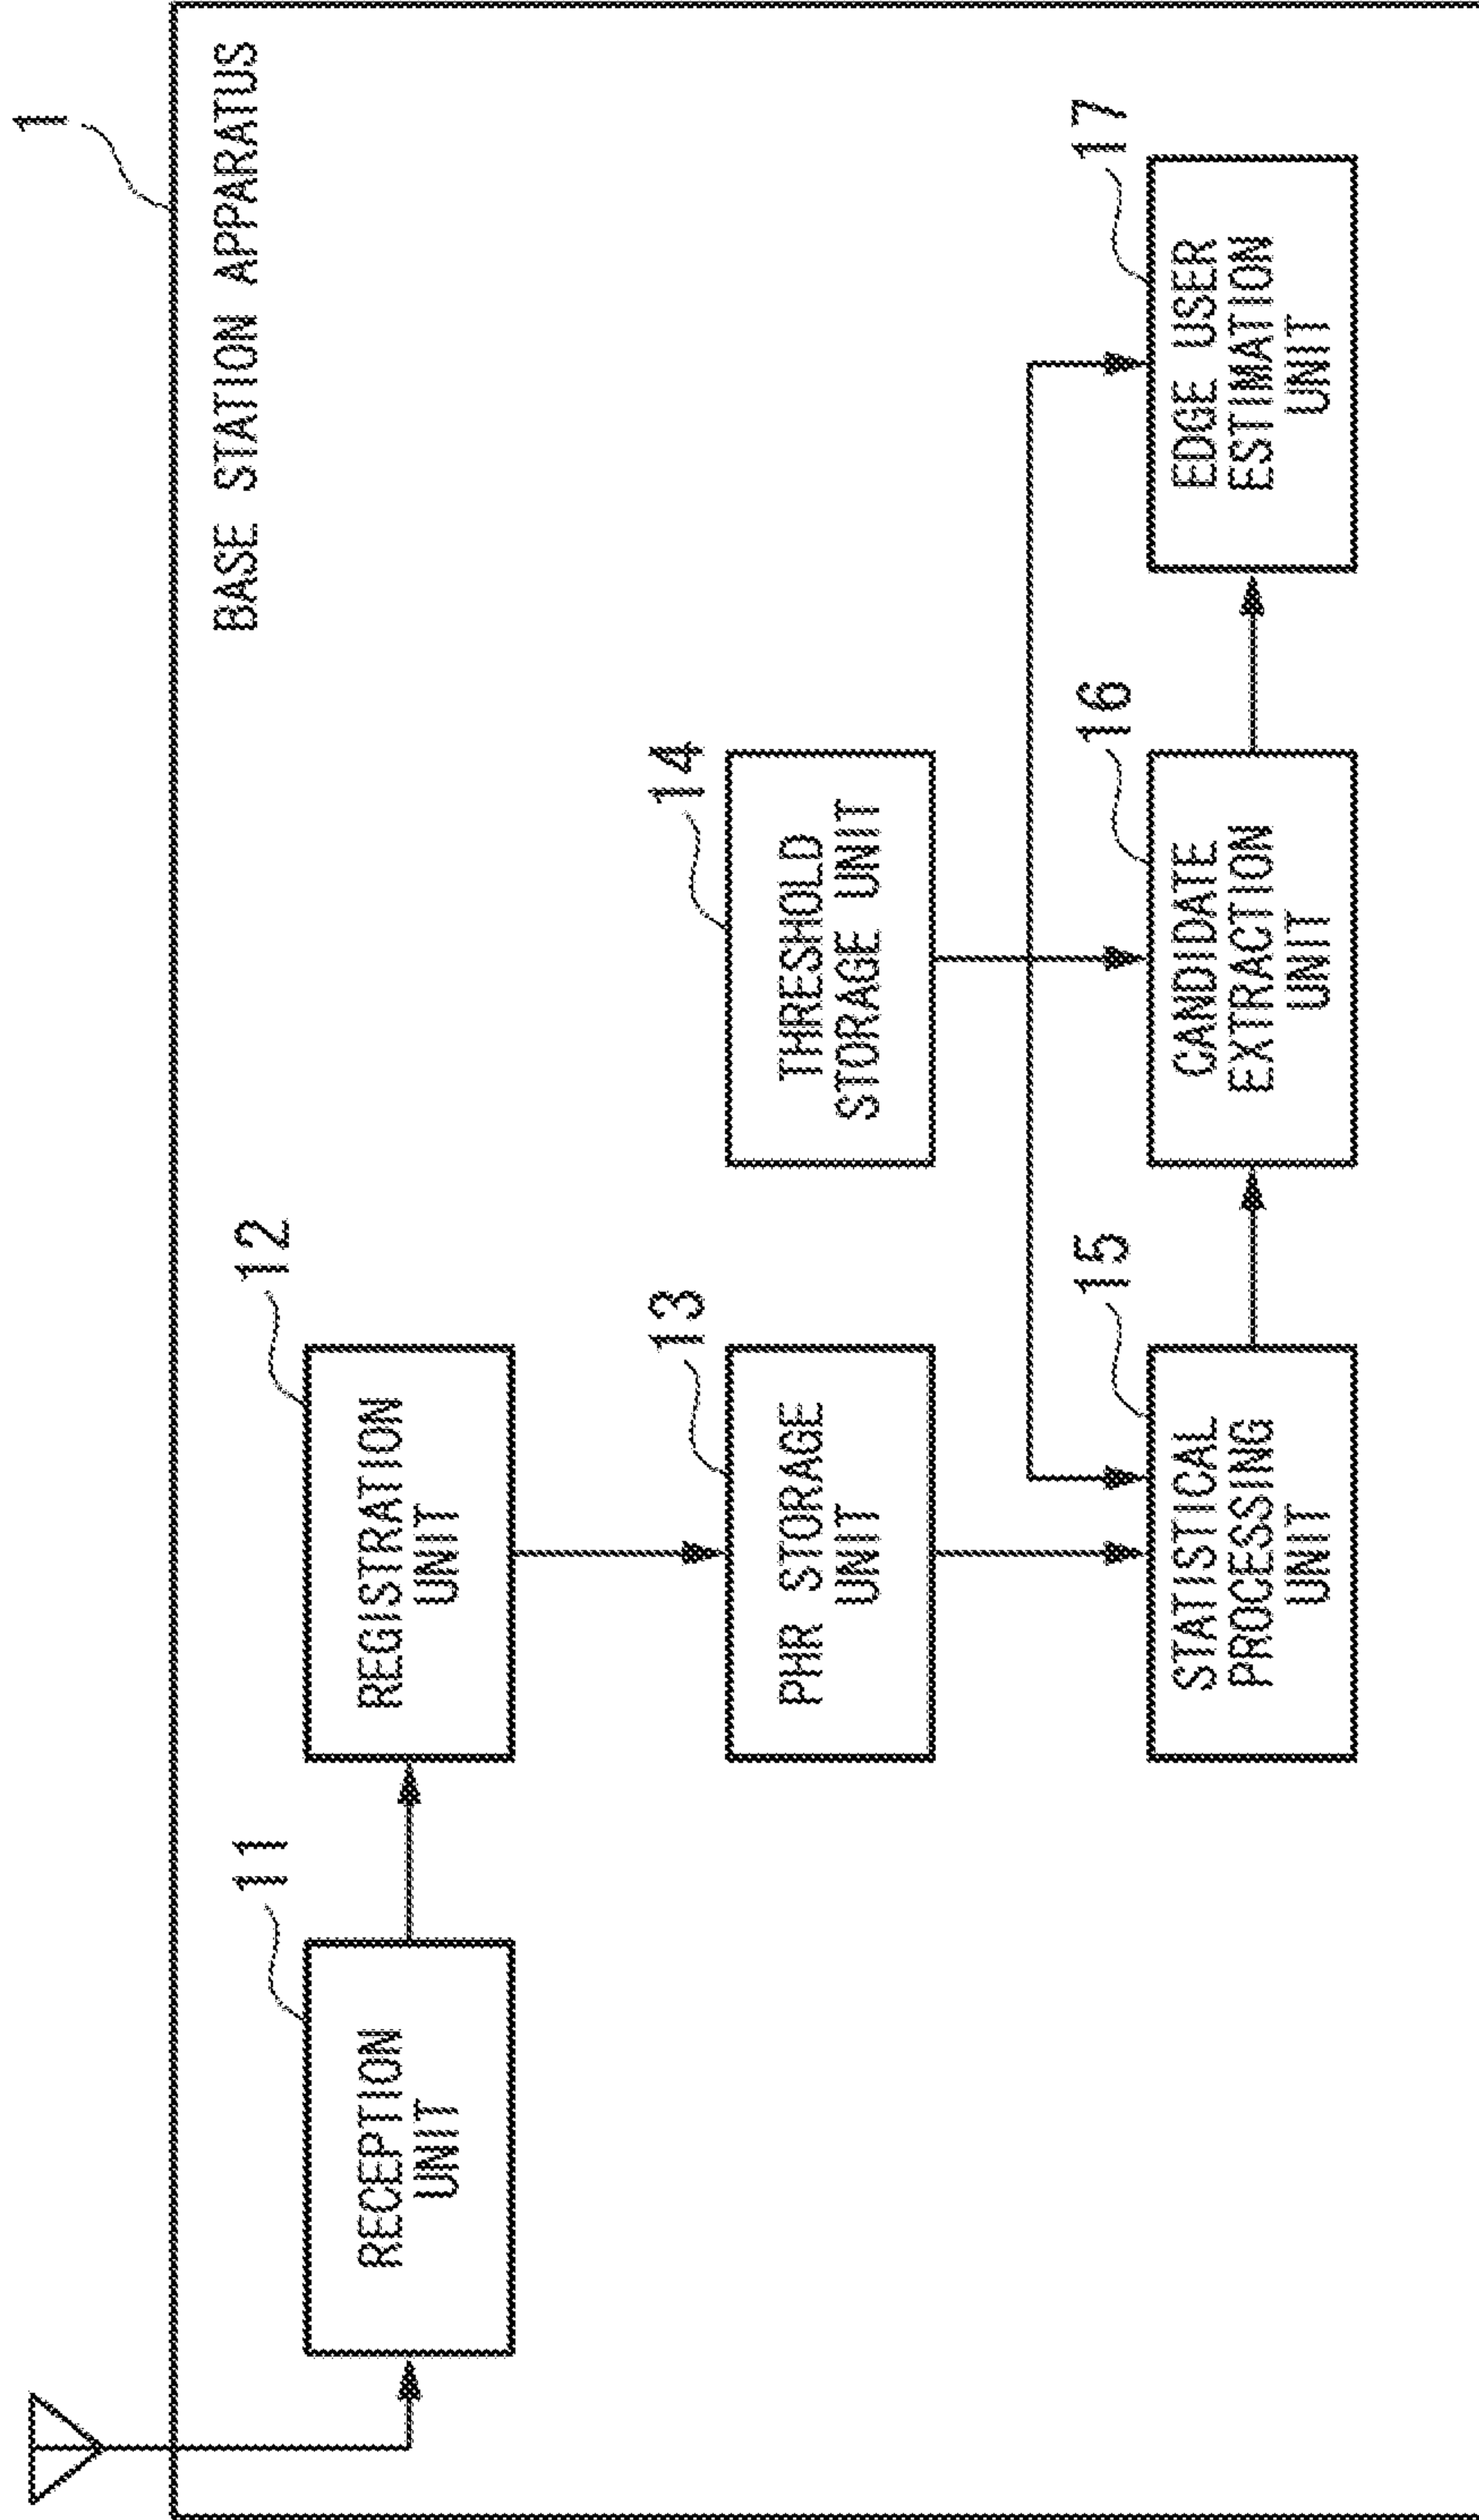 1
BASE STATION APPARATUS
11
RECEPTION
UNIT
12
REGISTRATION
UNIT
13
PHR STORAGE
UNIT
14
THRESHOLD
STORAGE UNIT
15
STATISTICAL
PROCESSING
UNIT
16
CANDIDATE
EXTRACTION
UNIT
17
EDGE USER
ESTIMATION
UNIT